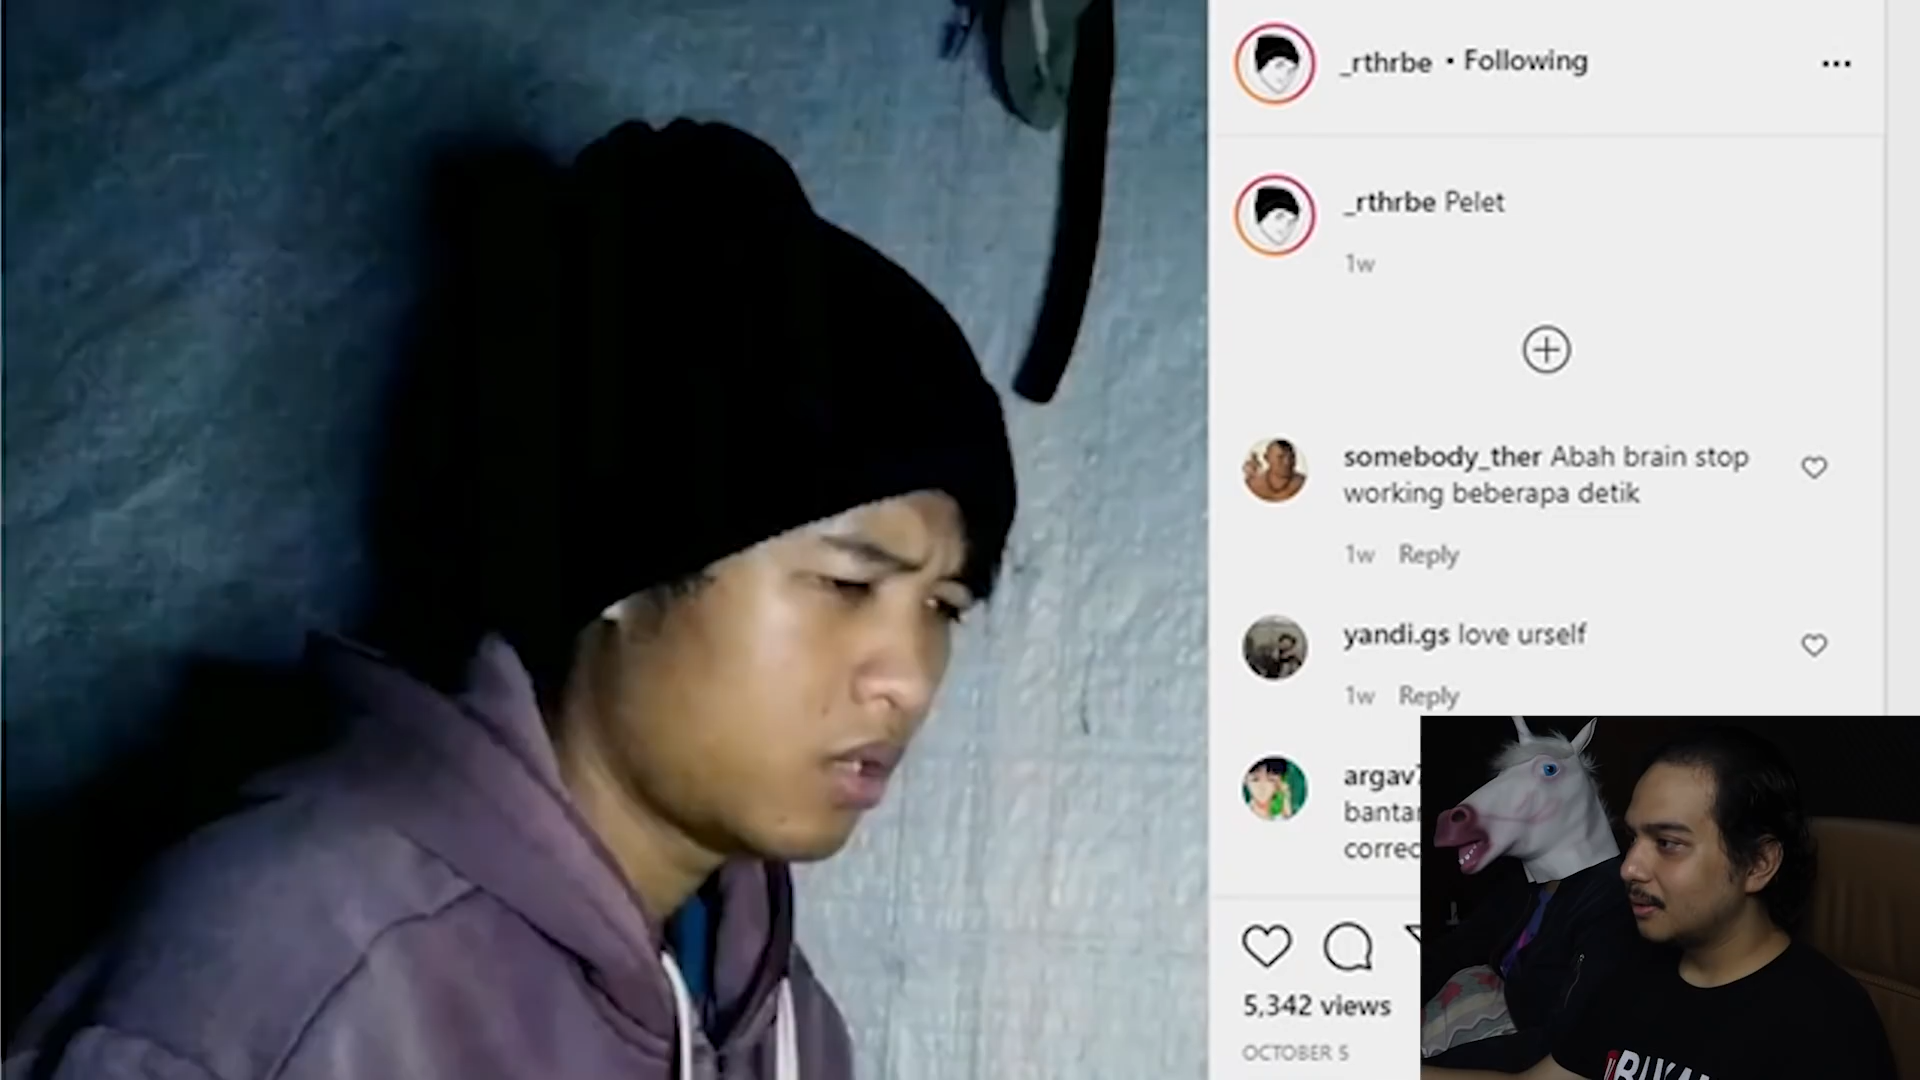 _rthrbe • Following
_rthrbe Pelet
1w
somebody_ther Abah brain stop
working beberapa detik
1w Reply
yandi.gs love urself
1w Reply
5,342 views
OCTOBER 5